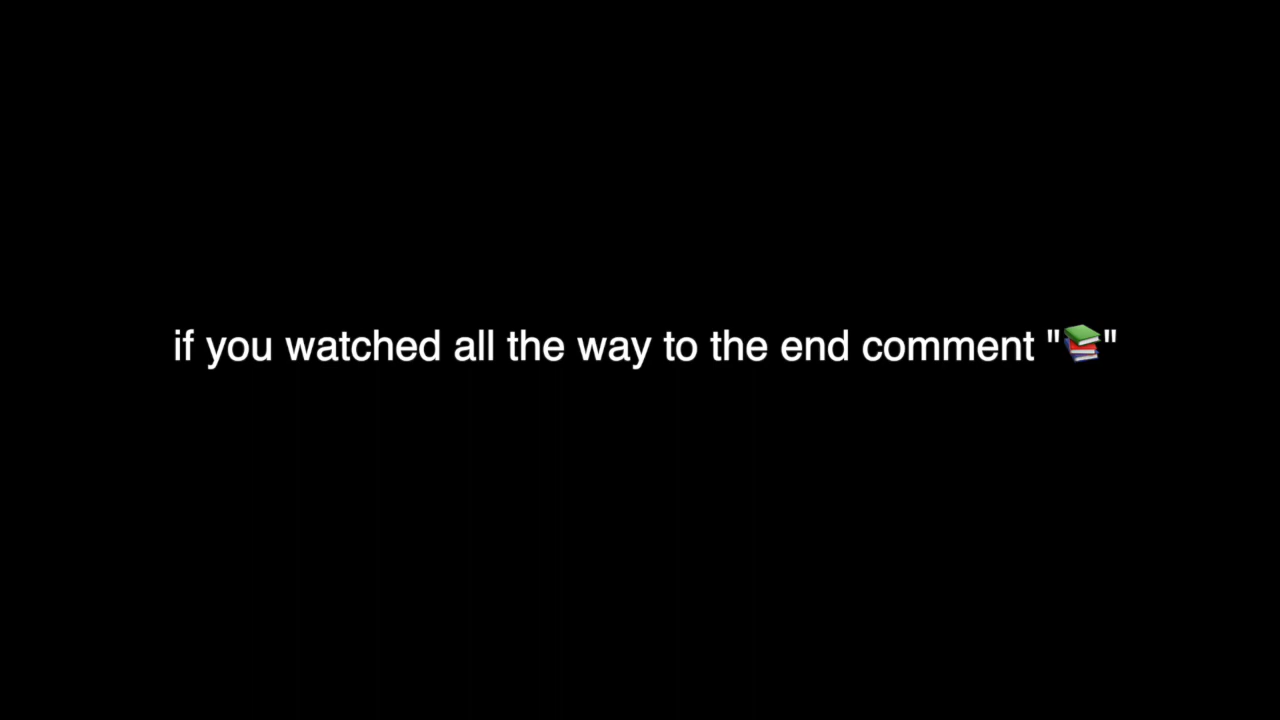 if you watched all the way to the end comment "📚"